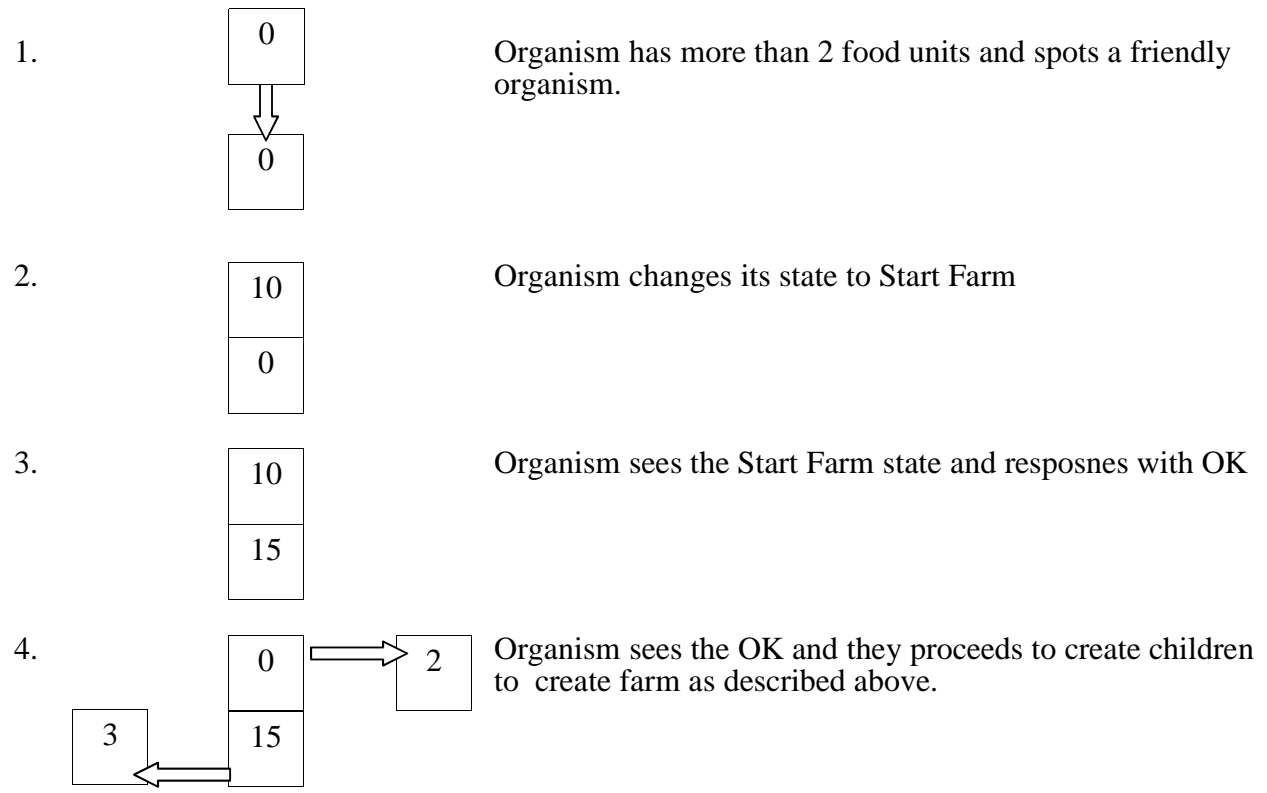 0
1. Organism has more than 2 food units and spots a friendly
organism.
0
2. 10 Organism changes its state to Start Farm
0
3. 10 Organism sees the Start Farm state and resposnes with OK
15
4. 0 2 Organism sees the OK and they proceeds to create children
to create farm as described above.
3 15